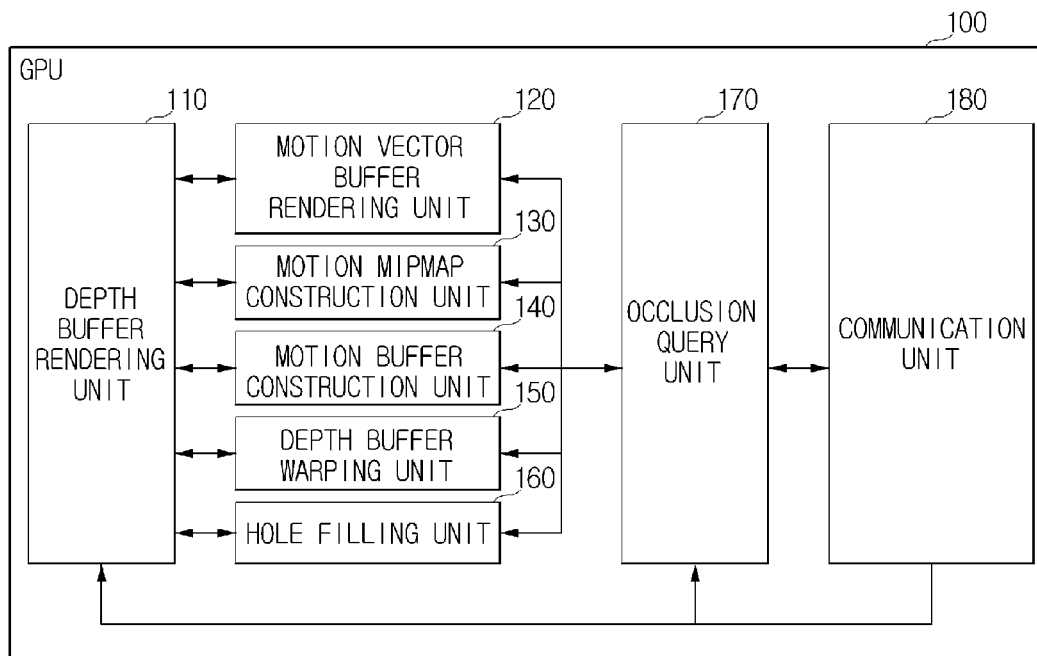 100
GPU
110
120
170
180
MOTION VECTOR
BUFFER
RENDERING UNIT
130
MOTION MIPMAP
CONSTRUCTION UNIT
140
DEPTH
BUFFER
RENDERING
UNIT
MOTION BUFFER
CONSTRUCTION UNIT
150
DEPTH BUFFER
WARPING UNIT
160
HOLE FILLING UNIT
OCCLUSION
QUERY
UNIT
COMMUNICATION
UNIT